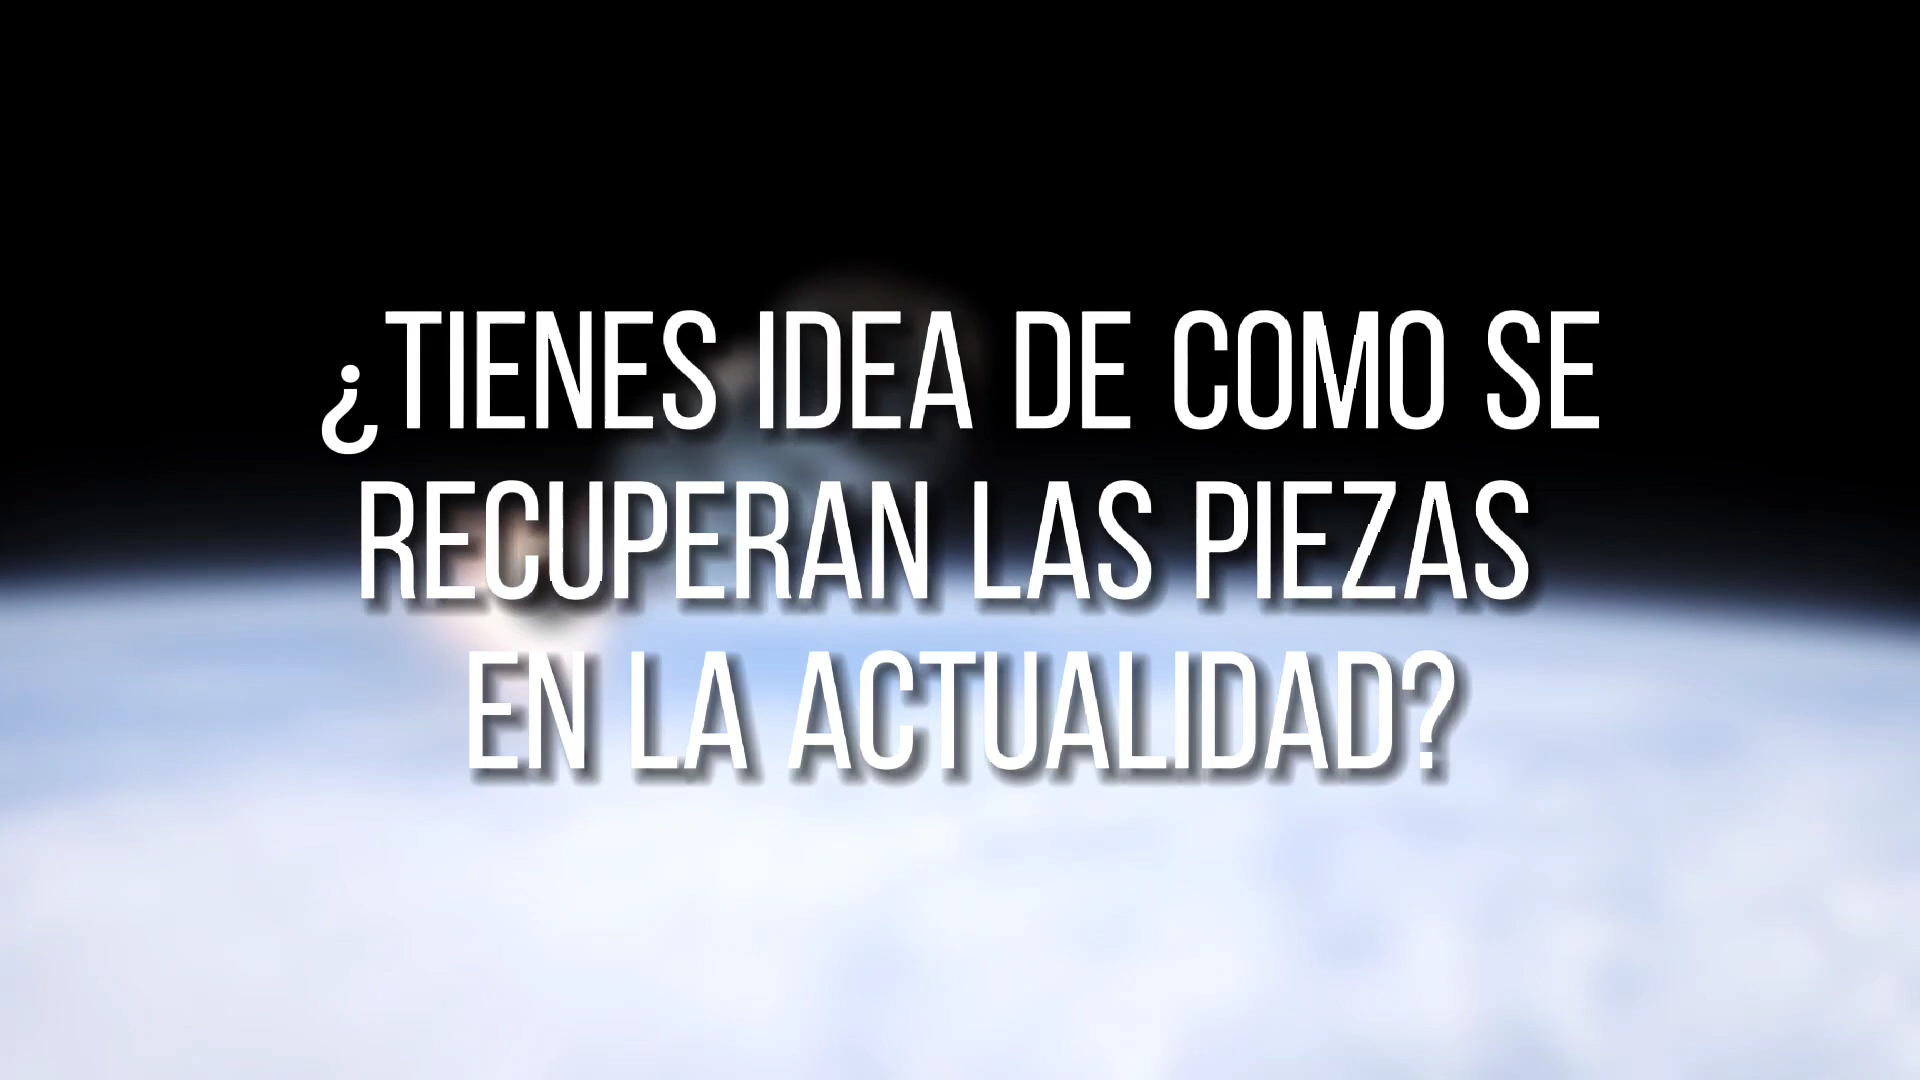 ¿TIENES IDEA DE COMO SE
RECUPERAN LAS PIEZAS
EN LA ACTUALIDAD?